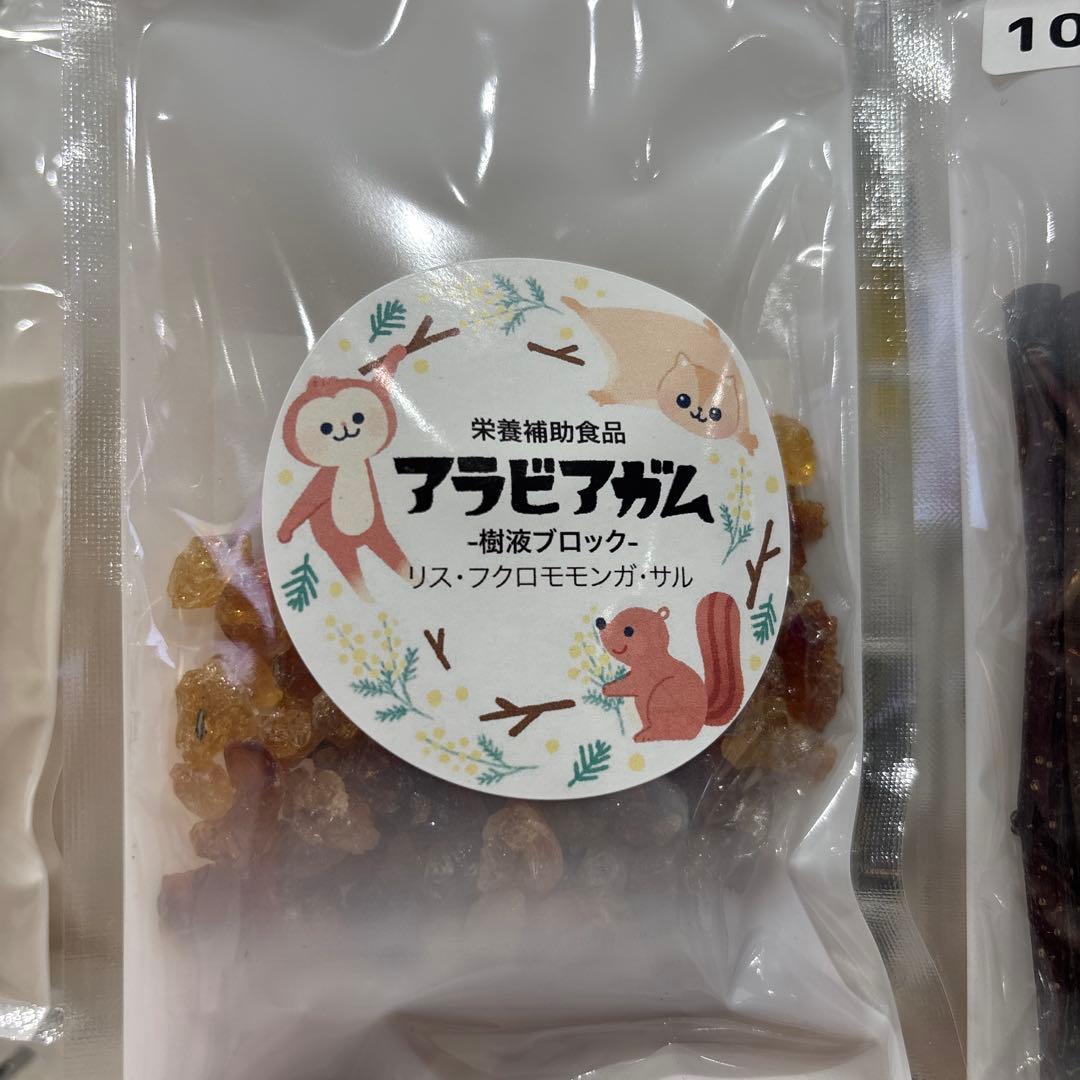 10
栄養補助食品
アラビアガム
-樹液ブロック-
リス・フクロモモンガ・サル